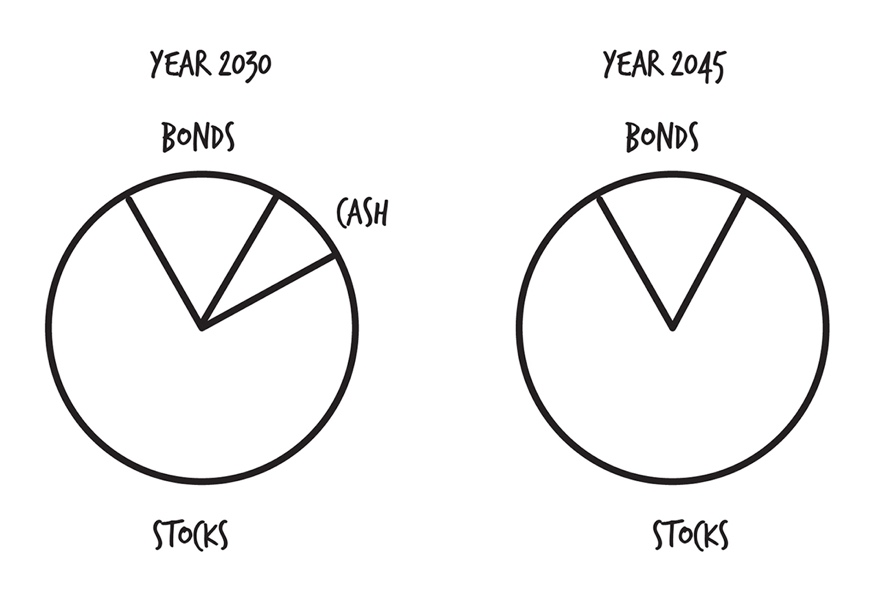 YEAR 2030
BONDS
CASH
STOCKS
YEAR 2045
BONDS
STOCKS